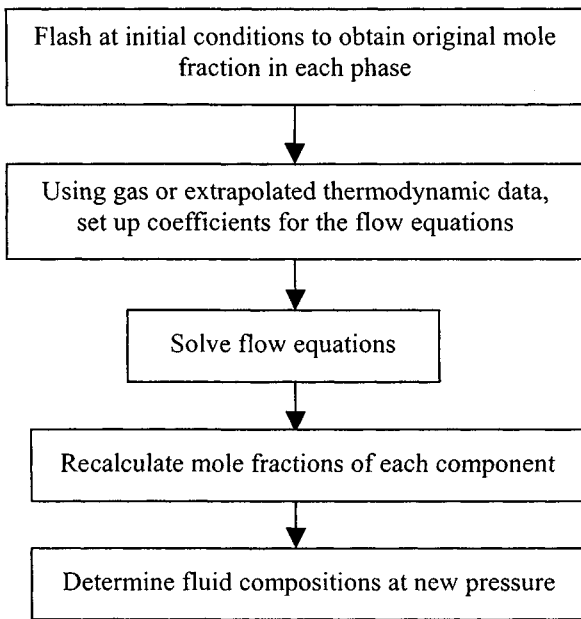 Flash at initial conditions to obtain original mole
fraction in each phase
Using gas or extrapolated thermodynamic data,
set up coefficients for the flow equations
Solve flow equations
Recalculate mole fractions of each component
Determine fluid compositions at new pressure